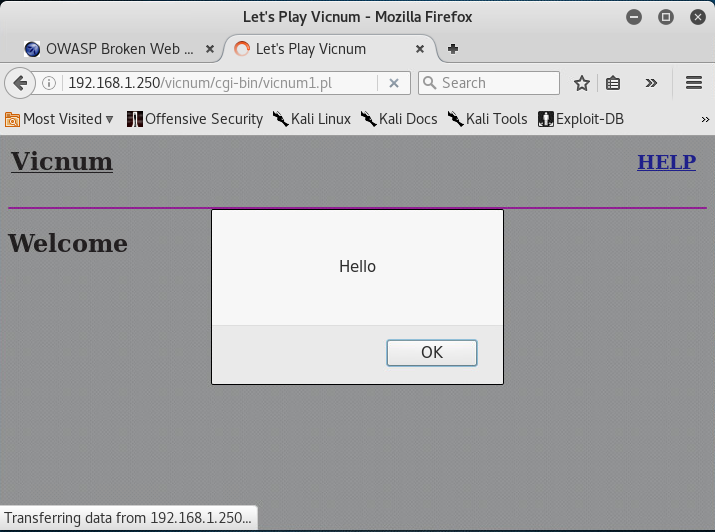 Let's Play Vicnum - Mozilla Firefox
OWASP Broken Web ... Let's Play Vicnum
192.168.1.250/vicnum/cgi-bin/vicnum1.pl Search
Most Visited Offensive Security Kali Linux Kali Docs Kali Tools Exploit-DB
Vicnum HELP
Welcome
Hello
OK
Transferring data from 192.168.1.250...